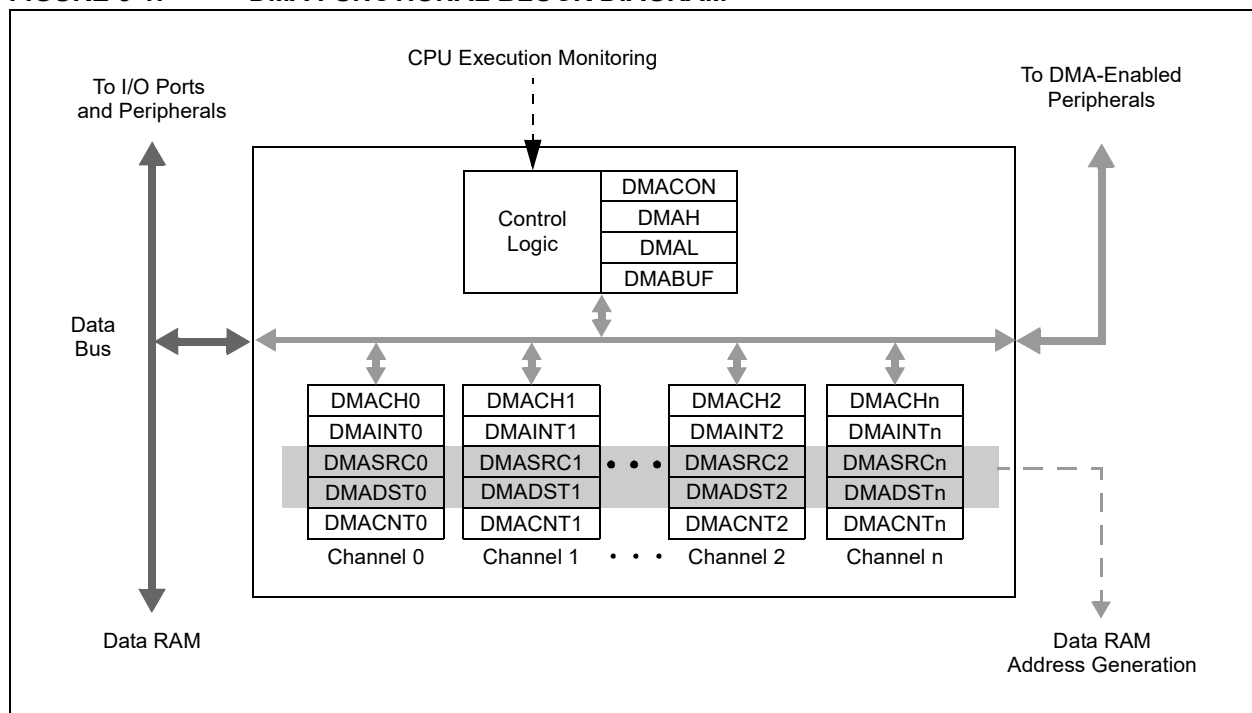 CPU Execution Monitoring
To I/O Ports
and Peripherals
To DMA-Enabled
Peripherals
Control
Logic
DMACON
DMAH
DMAL
DMABUF
Data
Bus
DMACH0
DMAINT0
DMASRC0
DMADST0
DMACNT0
Channel 0
DMACH1
DMAINT1
DMASRC1
DMADST1
DMACNT1
Channel 1
DMACH2
DMAINT2
DMASRC2
DMADST2
DMACNT2
Channel 2
DMACHn
DMAINTn
DMASRCn
DMADSTn
DMACNTn
Channel n
Data RAM
Data RAM
Address Generation